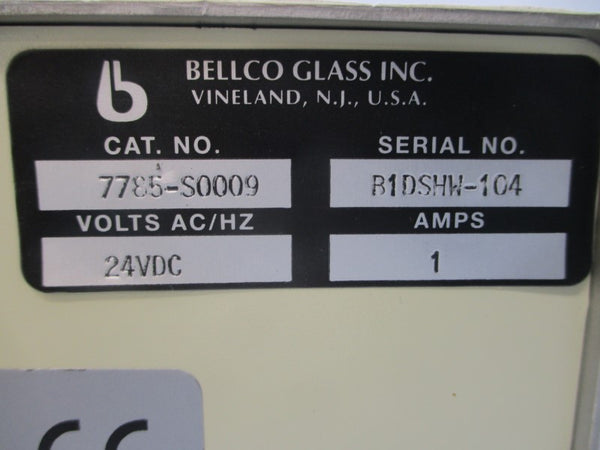 b BELLCO GLASS INC.
VINELAND, N.J., U.S.A.
CAT. NO. SERIAL NO.
7785-S0009 B1DSHW-104
VOLTS AC/HZ AMPS
24VDC 1
CE